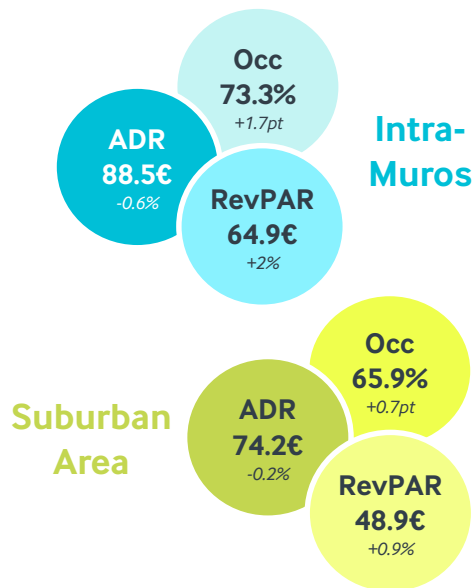 Occ
73.3%
+1.7pt
ADR
88.5€
-0.6%
RevPAR
64.9€
+2%
Intra-
Muros
Occ
65.9%
+0.7pt
ADR
74.2€
-0.2%
RevPAR
48.9€
+0.9%
Suburban
Area